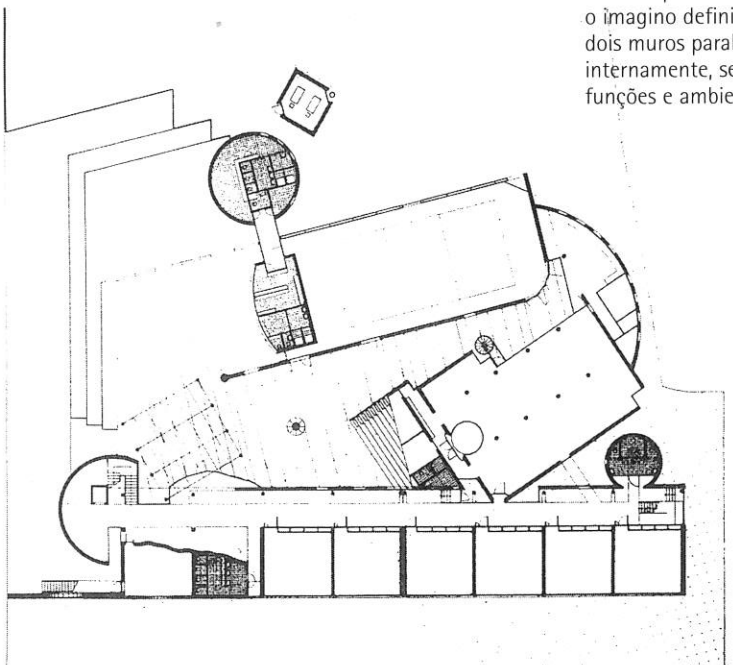 o imagino defini
dois muros paral
internamente, se
funções e ambie